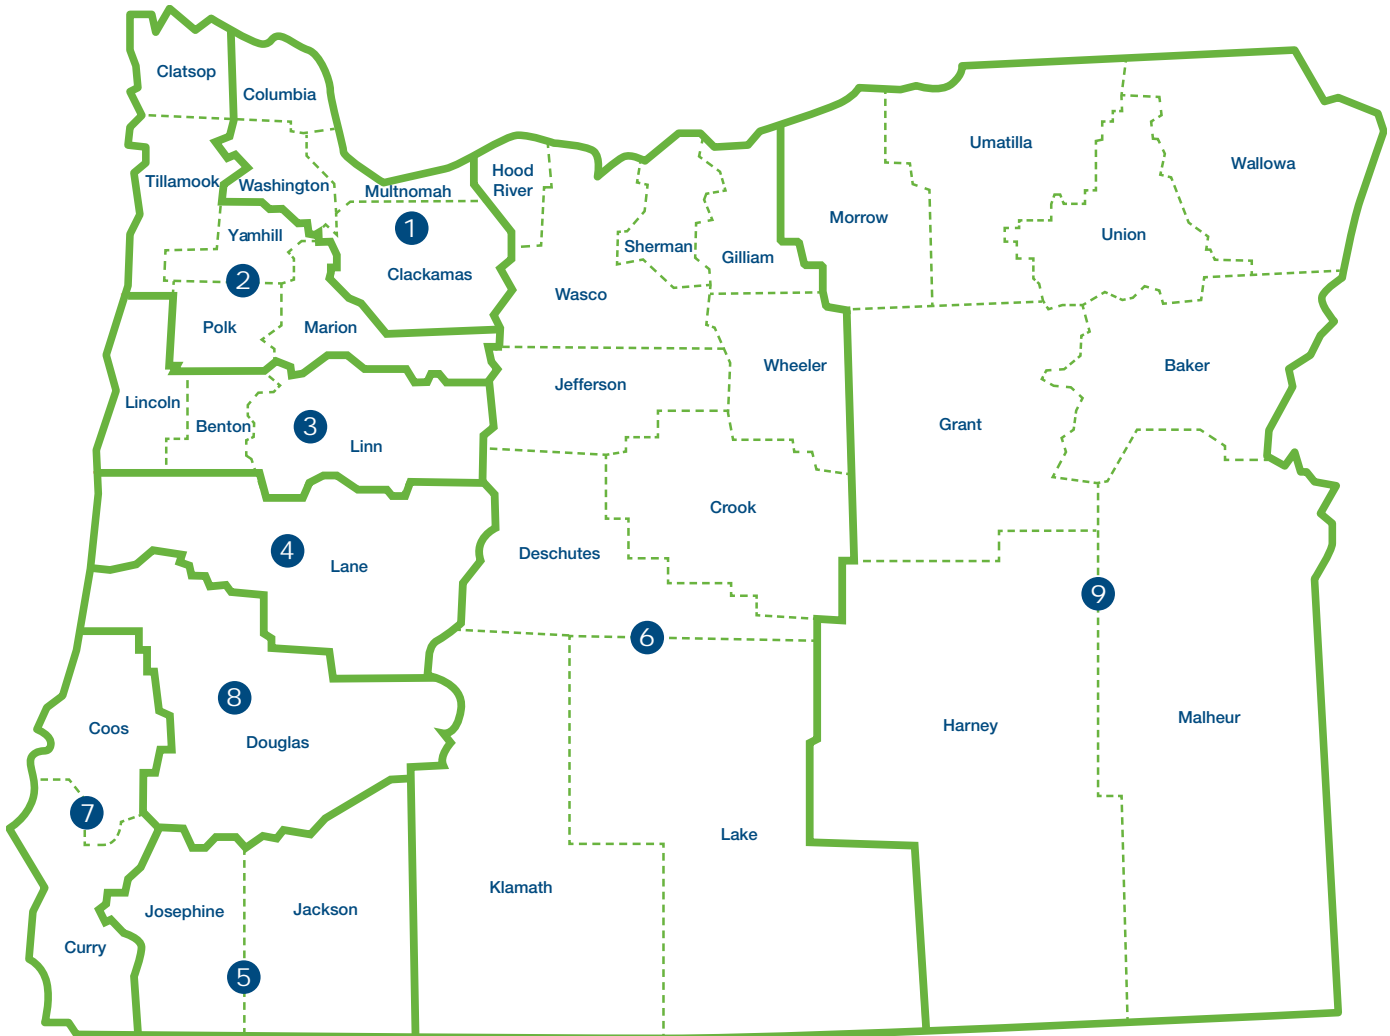 Clatsop
Columbia
Tillamook
Washington
Multnomah
Hood
River
Umatilla
Wallowa
Morrow
Yamhill
1
Clackamas
Sherman
Gilliam
Union
2
Wasco
Polk
Marion
Jefferson
Wheeler
Baker
Lincoln
Benton
3
Linn
Grant
Crook
4
Lane
Deschutes
9
6
8
Coos
Douglas
Harney
Malheur
7
Lake
Klamath
Josephine
Jackson
Curry
5